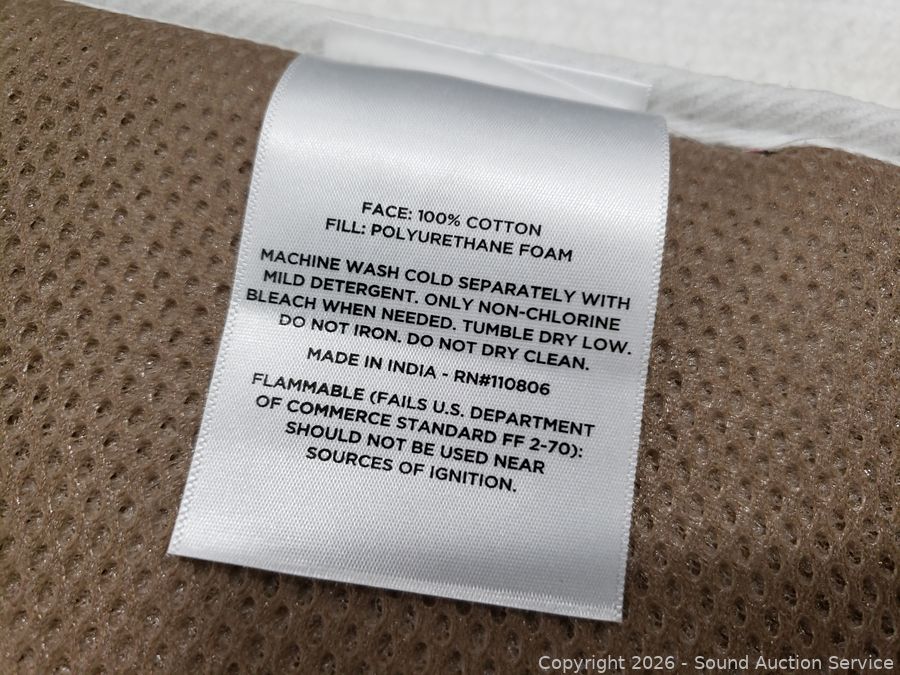 FACE: 100% COTTON
FILL: POLYURETHANE FOAM
MACHINE WASH COLD SEPARATELY WITH
MILD DETERGENT. ONLY NON-CHLORINE
BLEACH WHEN NEEDED. TUMBLE DRY LOW.
DO NOT IRON. DO NOT DRY CLEAN.
MADE IN INDIA - RN#110806
FLAMMABLE (FAILS U.S. DEPARTMENT
OF COMMERCE STANDARD FF 2-70):
SHOULD NOT BE USED NEAR
SOURCES OF IGNITION.
Copyright 2026 - Sound Auction Service